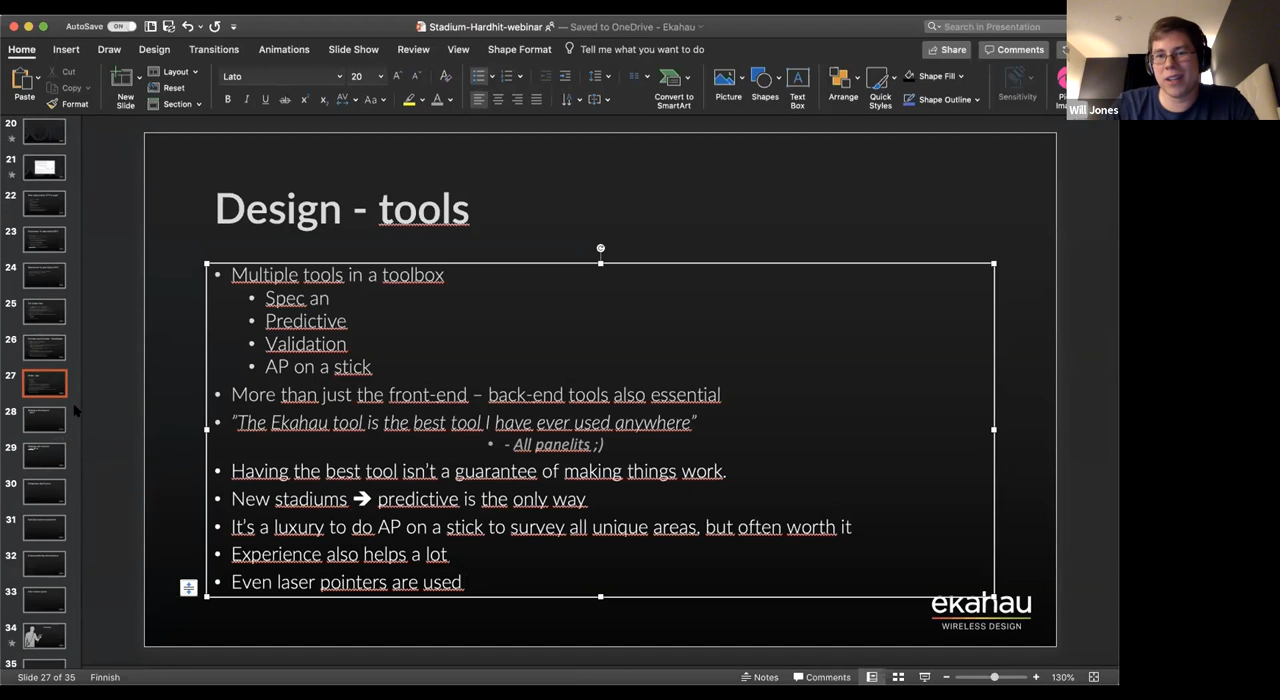 AutoSave ON
Stadium-Hardhit-webinar — Saved to OneDrive - Ekahau
Search in Presentation
Home Insert Draw Design Transitions Animations Slide Show Review View Shape Format Tell me what you want to do
Share Comments
Paste
Cut
Copy
Format
New Slide
Layout
Reset
Section
Lato 20
Convert to SmartArt
Picture
Shapes
Text Box
Arrange
Quick Styles
Shape Fill
Shape Outline
Sensitivity
Will Jones
20
21
22
23
24
25
26
27
28
29
30
31
32
33
34
35
Design - tools
• Multiple tools in a toolbox
• Spec an
• Predictive
• Validation
• AP on a stick
• More than just the front-end – back-end tools also essential
• ”The Ekahau tool is the best tool I have ever used anywhere”
• - All panelits ;)
• Having the best tool isn’t a guarantee of making things work.
• New stadiums ➔ predictive is the only way
• It’s a luxury to do AP on a stick to survey all unique areas, but often worth it
• Experience also helps a lot
• Even laser pointers are used
ekahau
WIRELESS DESIGN
Slide 27 of 35 Finnish
Notes Comments 130%